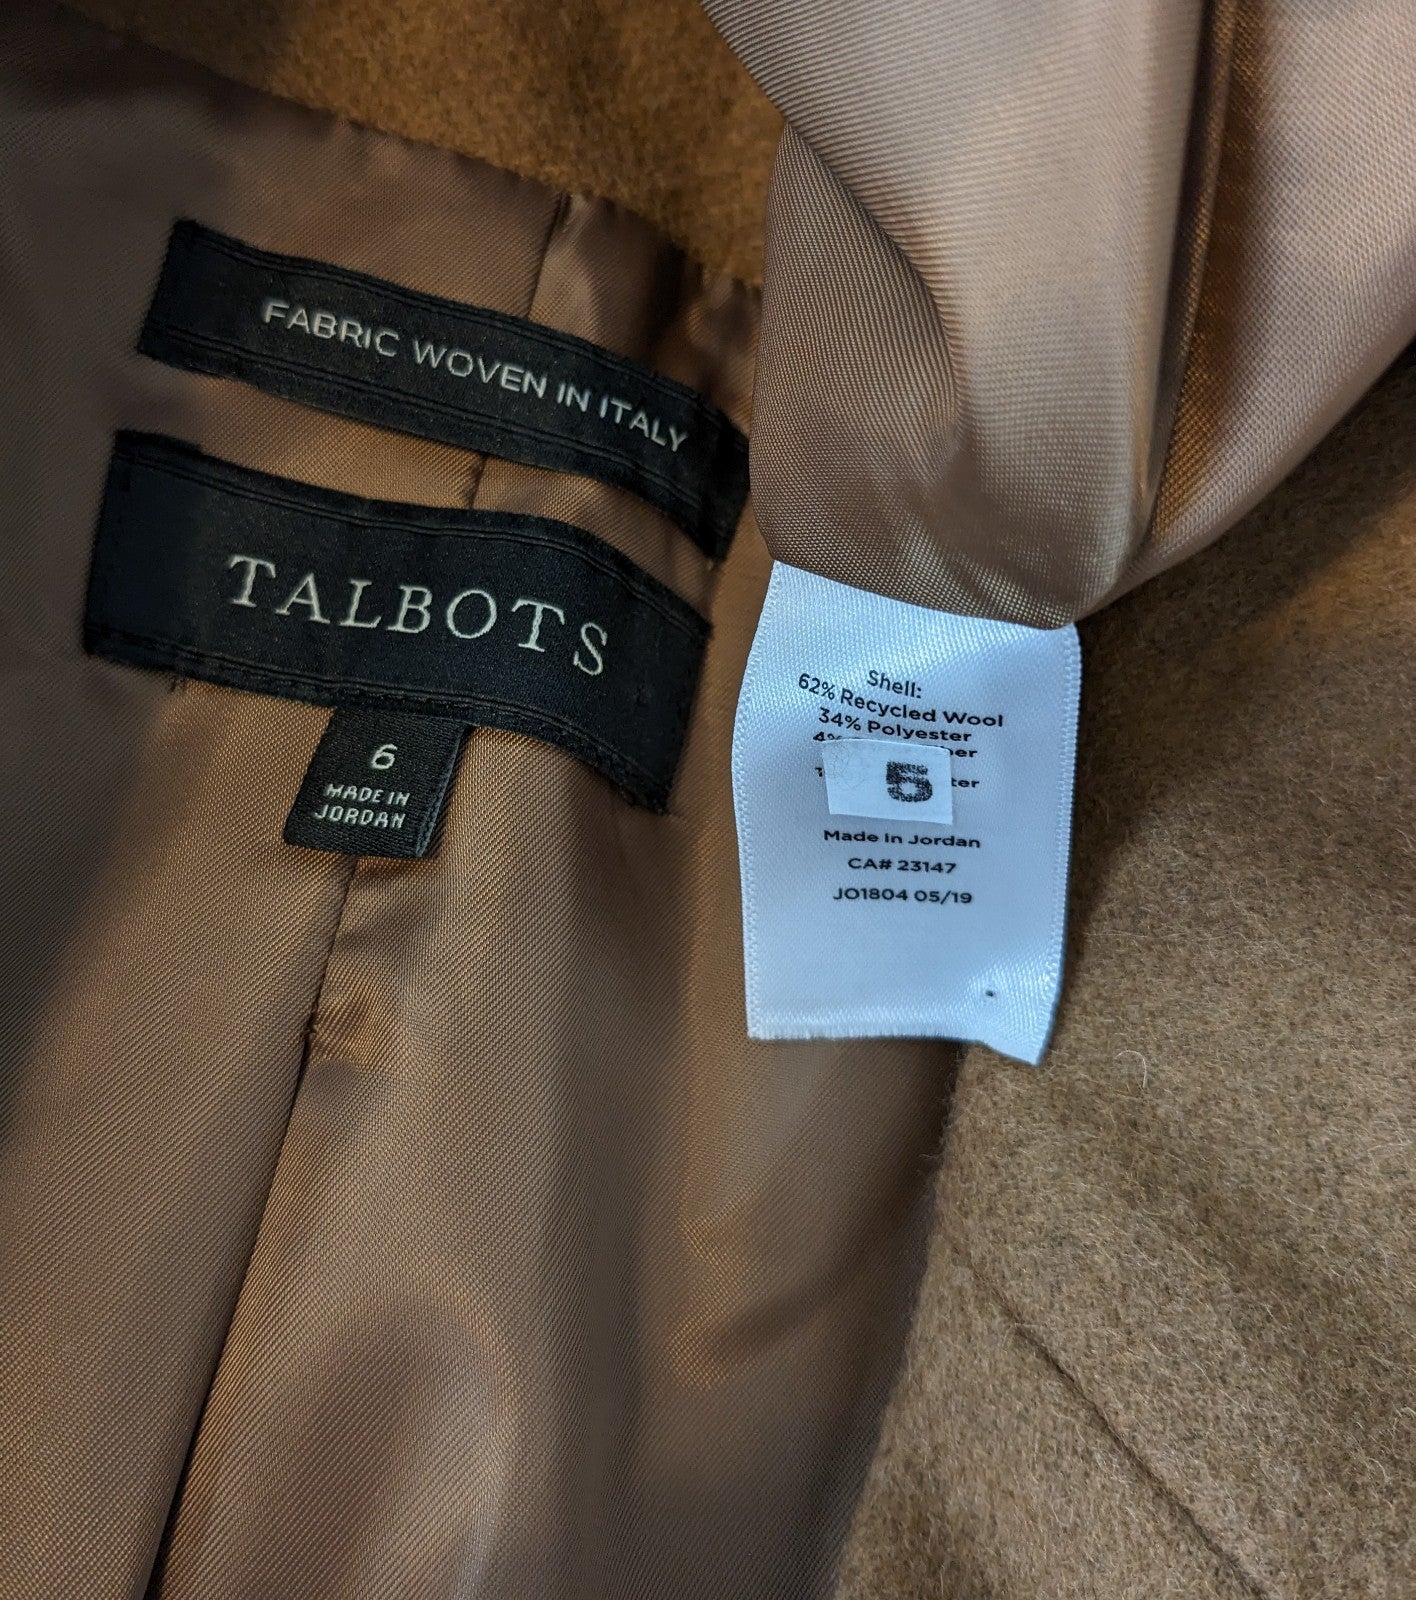 FABRIC WOVEN IN ITALY
TALBOTS
6
MADE IN
JORDAN
Shell:
62% Recycled Wool
34% Polyester
4%
5
Made in Jordan
CA# 23147
JO1804 05/19